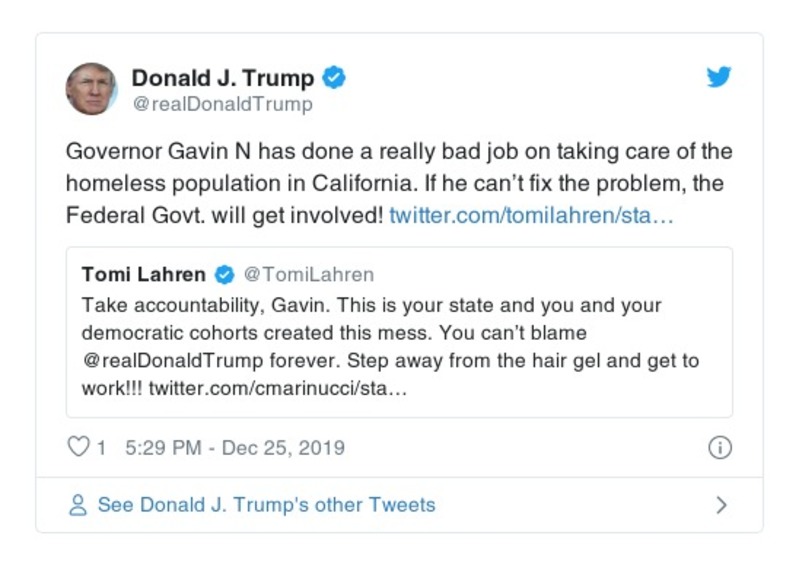 Donald J. Trump
@realDonaldTrump
Governor Gavin N has done a really bad job on taking care of the
homeless population in California. If he can’t fix the problem, the
Federal Govt. will get involved! twitter.com/tomilahren/sta…
Tomi Lahren @TomiLahren
Take accountability, Gavin. This is your state and you and your
democratic cohorts created this mess. You can’t blame
@realDonaldTrump forever. Step away from the hair gel and get to
work!!! twitter.com/cmarinucci/sta…
1 5:29 PM - Dec 25, 2019
See Donald J. Trump's other Tweets